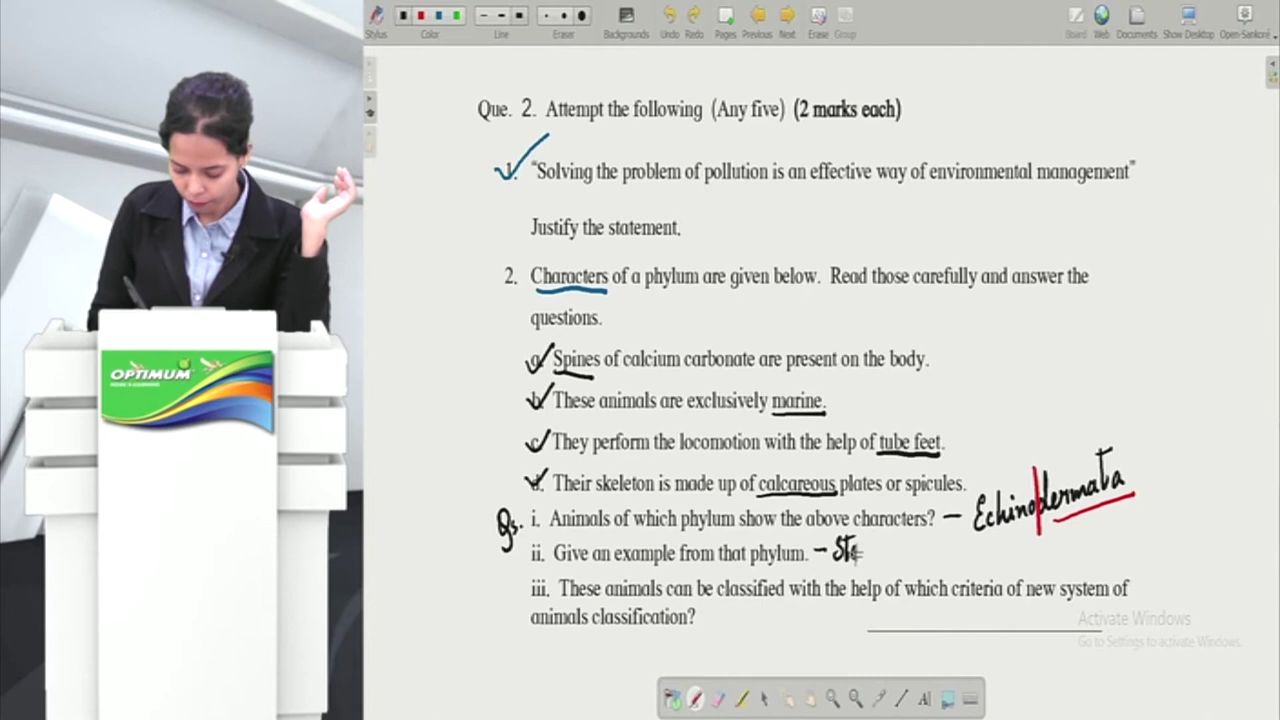 Stylus Color Line Eraser Backgrounds Undo Redo Pages Previous Next Erase Group Board Web Documents Show Desktop Open-Sankoré
Que. 2. Attempt the following (Any five) (2 marks each)
1. "Solving the problem of pollution is an effective way of environmental management"
Justify the statement.
2. Characters of a phylum are given below. Read those carefully and answer the
questions.
a. Spines of calcium carbonate are present on the body.
b. These animals are exclusively marine.
c. They perform the locomotion with the help of tube feet.
d. Their skeleton is made up of calcareous plates or spicules.
Qs. i. Animals of which phylum show the above characters? – Echinodermata
ii. Give an example from that phylum. – Sta
iii. These animals can be classified with the help of which criteria of new system of
animals classification?
Activate Windows
Go to Settings to activate Windows.
OPTIMUM